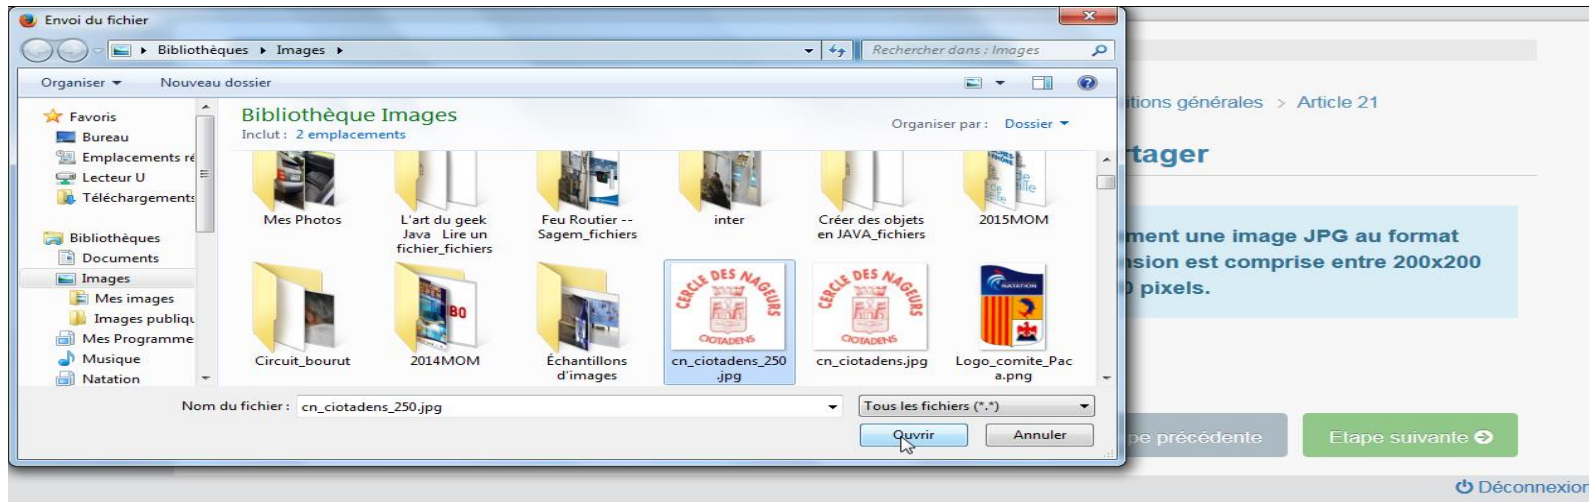 Envoi du fichier
Bibliothèques ▸ Images ▸
Rechercher dans : Images
Organiser
Nouveau dossier
Favoris
Bureau
Emplacements ré
Lecteur U
Téléchargements
Bibliothèques
Documents
Images
Mes images
Images publiqu
Mes Programme
Musique
Natation
Bibliothèque Images
Inclut : 2 emplacements
Organiser par : Dossier
Mes Photos
L'art du geek
Java Lire un
fichier_fichiers
Feu Routier --
Sagem_fichiers
inter
Créer des objets
en JAVA_fichiers
2015MOM
Circuit_bourut
2014MOM
Échantillons
d'images
CERCLE DES NAGEURS
CIOTADENS
cn_ciotadens_250
.jpg
CERCLE DES NAGEURS
CIOTADENS
cn_ciotadens.jpg
NATATION
Logo_comite_Pac
a.png
Nom du fichier : cn_ciotadens_250.jpg
Tous les fichiers (*.*)
Ouvrir
Annuler
tions générales > Article 21
tager
ment une image JPG au format
nsion est comprise entre 200x200
0 pixels.
pe précédente
Etape suivante
Déconnexion